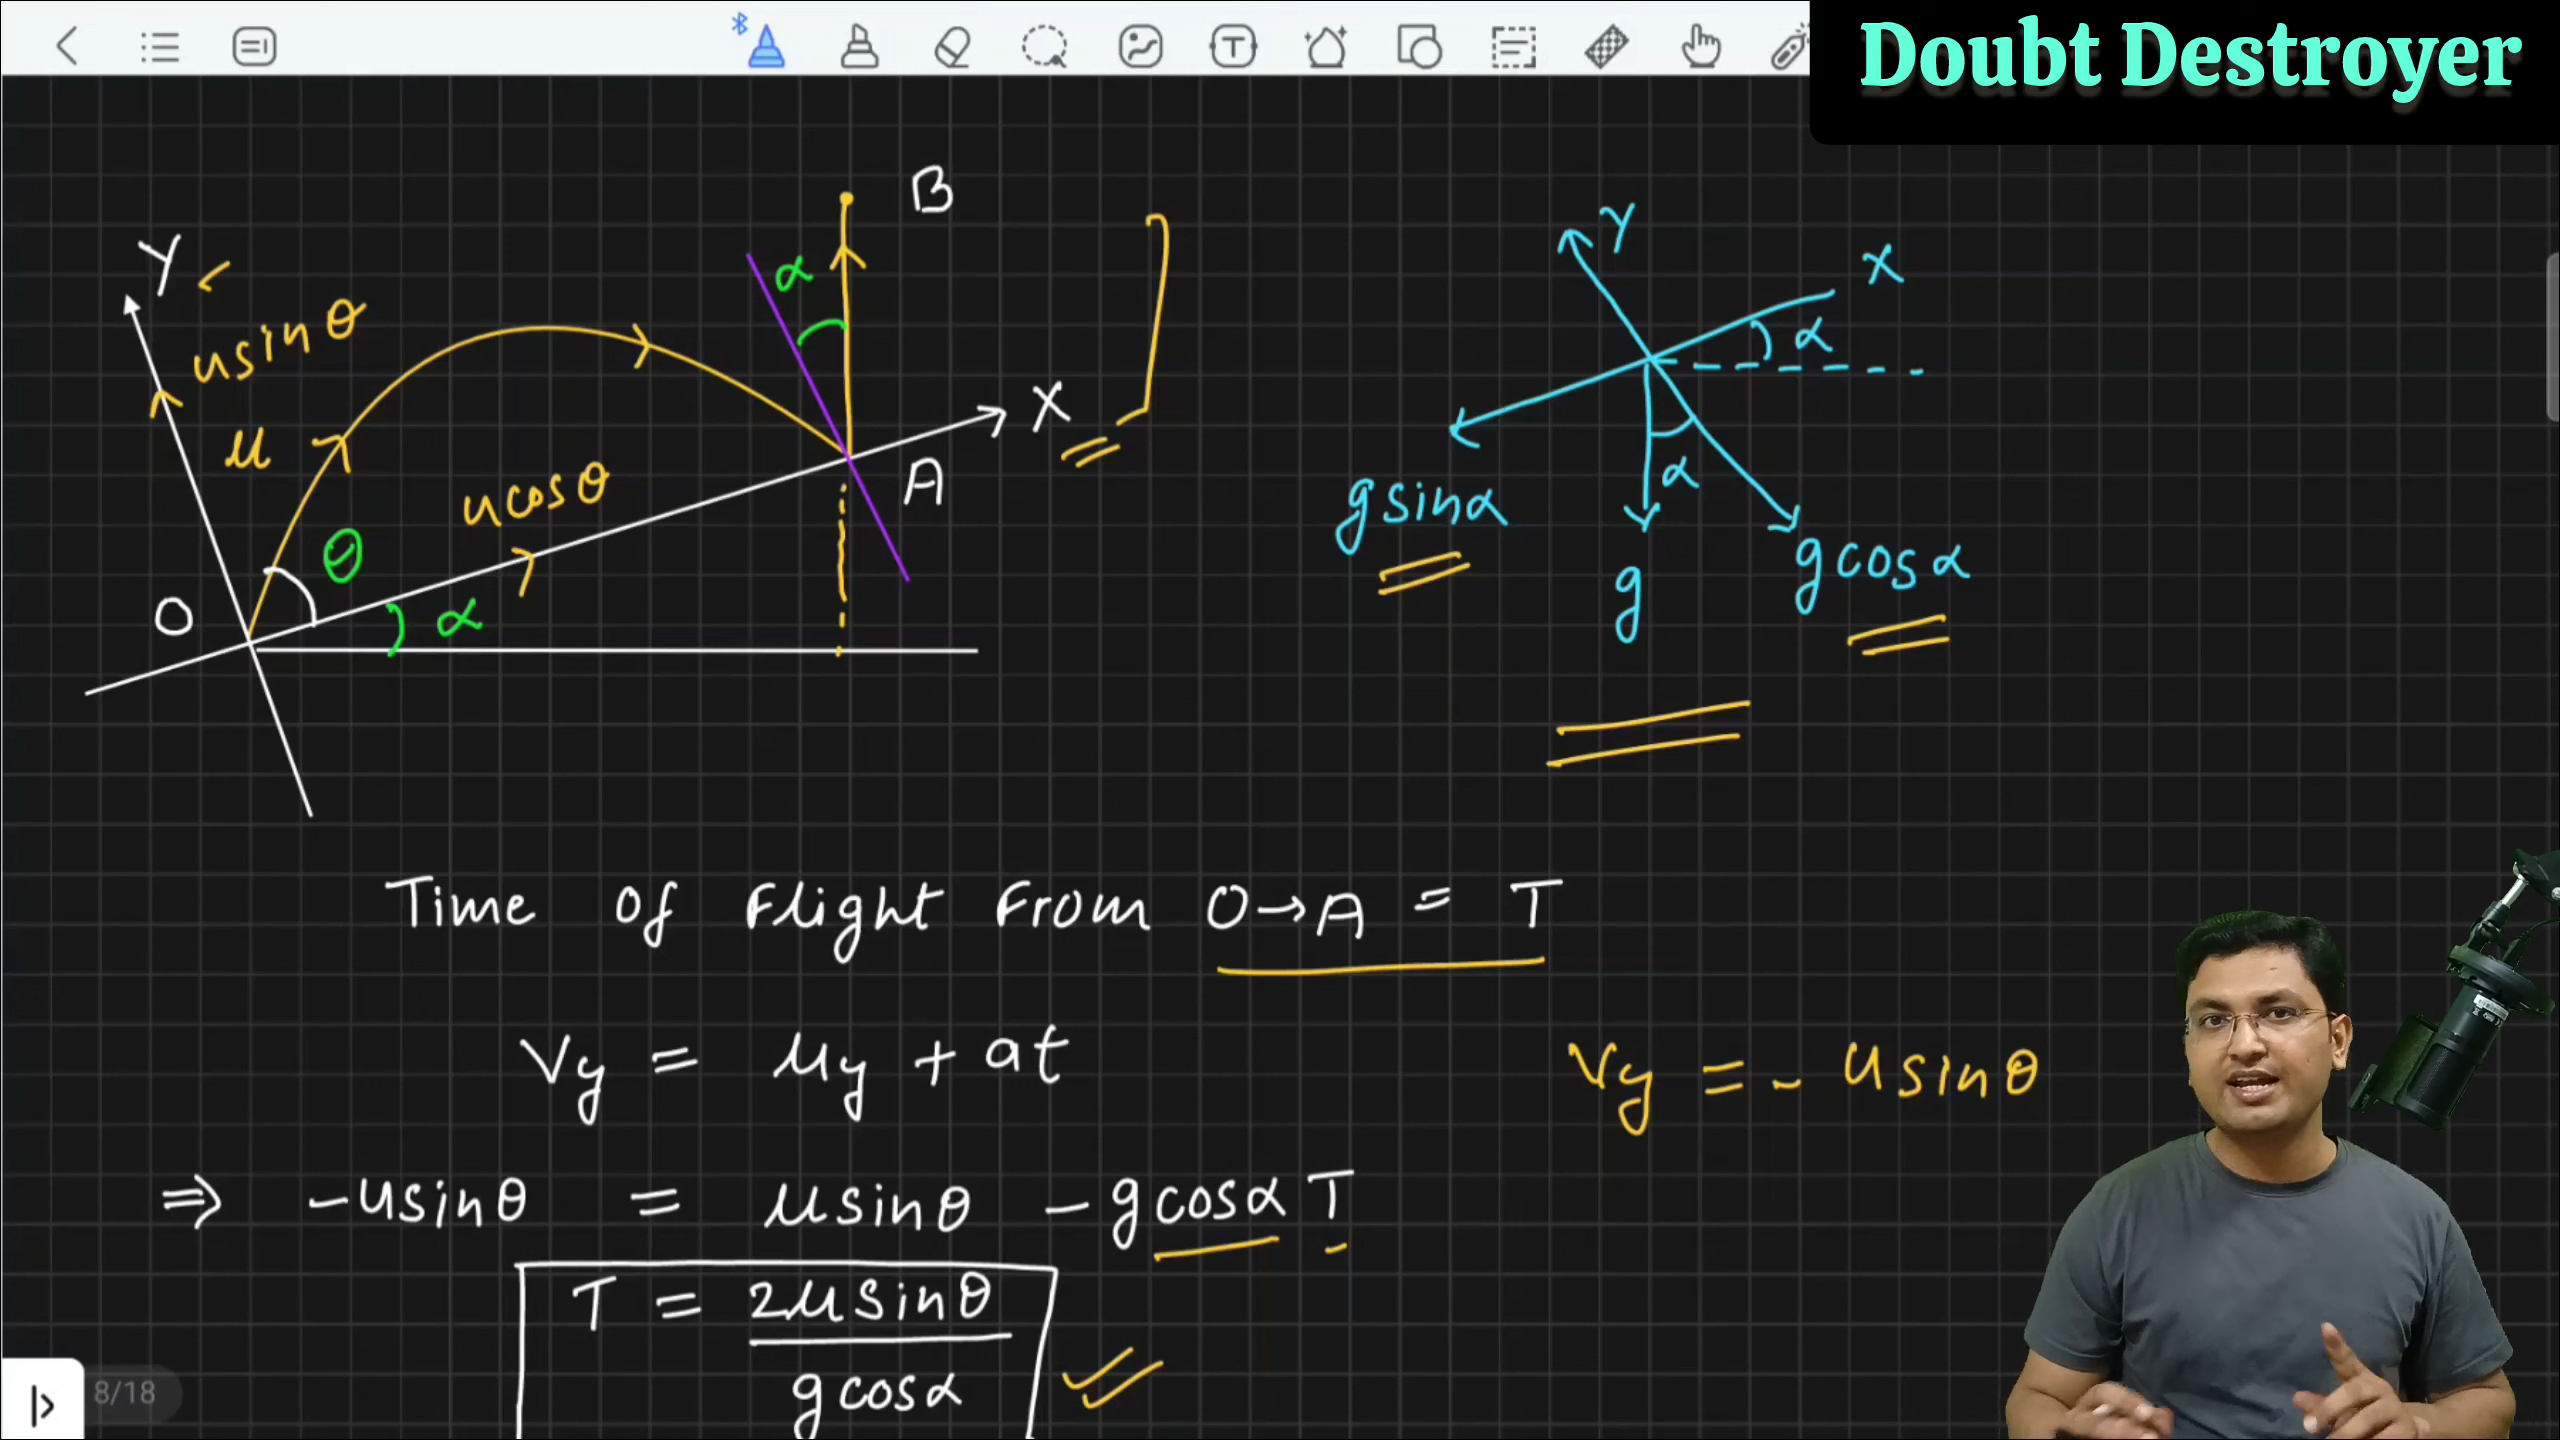 Doubt Destroyer
B
Y
Y
α
X
u sinθ
α
X
u
A
α
u cosθ
g sinα
θ
g cosα
O
α
g
Time of Flight From O→A = T
Vy = uy + at
Vy = - u sinθ
⇒ -u sinθ = u sinθ - g cosα T
T = 2u sinθ
g cosα
8/18